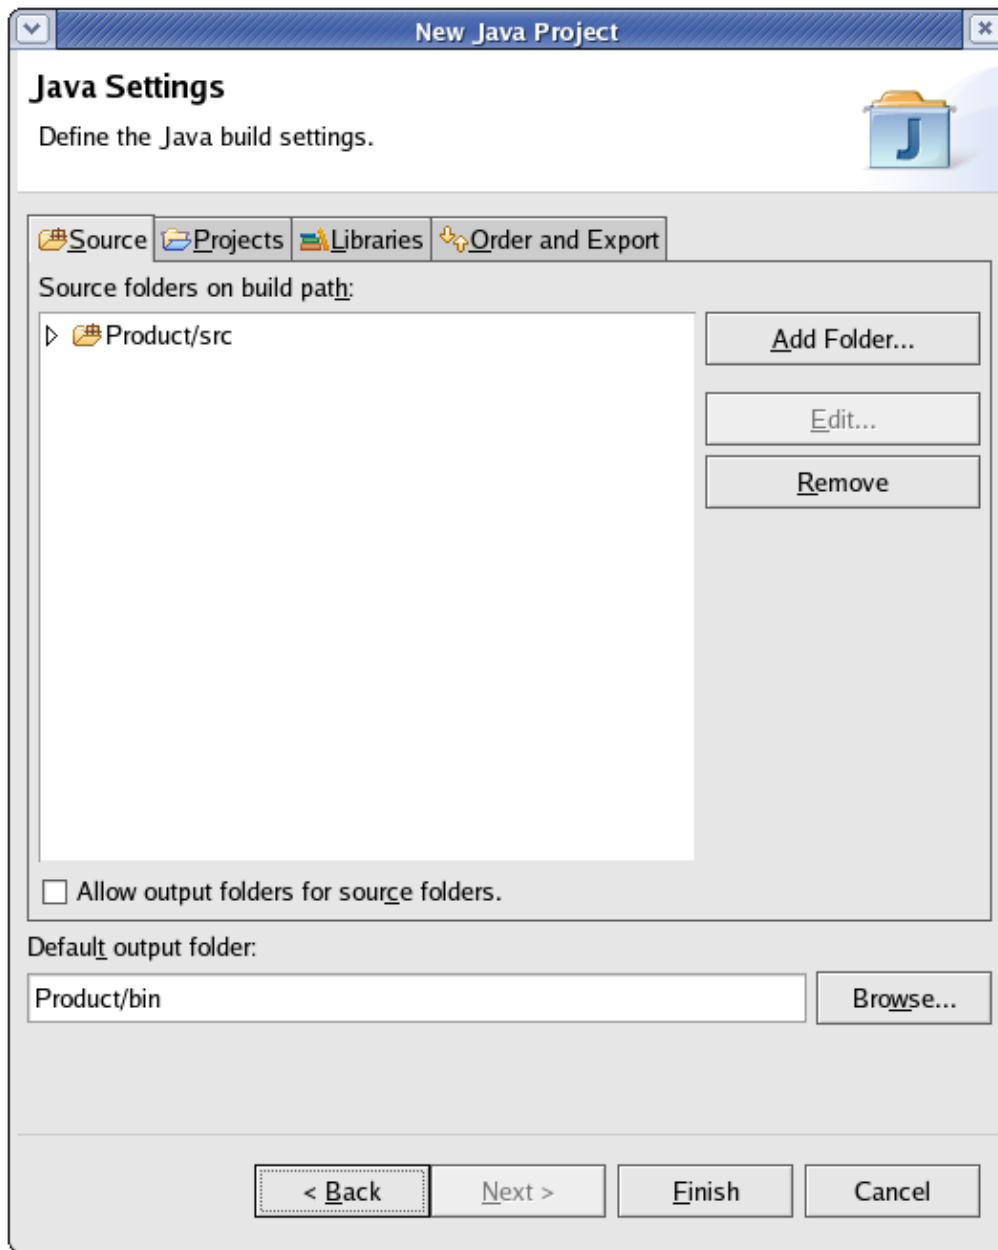 New Java Project
Java Settings
Define the Java build settings.
J
Source Projects Libraries Order and Export
Source folders on build path:
Product/src
Add Folder...
Edit...
Remove
Allow output folders for source folders.
Default output folder:
Product/bin
Browse...
< Back Next > Finish Cancel